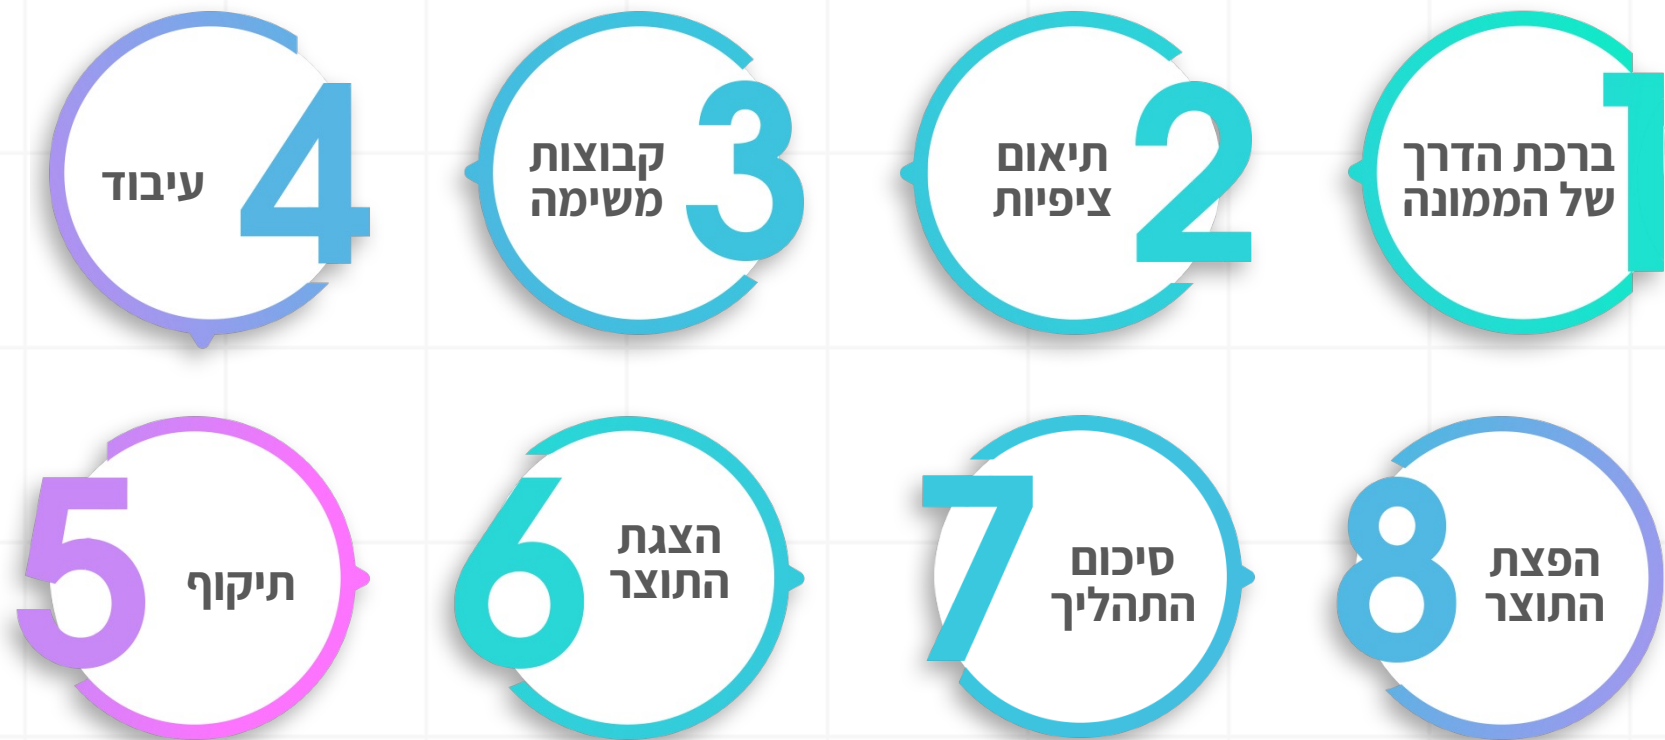 1
ברכת הדרך
של הממונה
2
תיאום
ציפיות
3
קבוצות
משימה
4
עיבוד
5
תיקוף
6
הצגת
התוצר
7
סיכום
התהליך
8
הפצת
התוצר